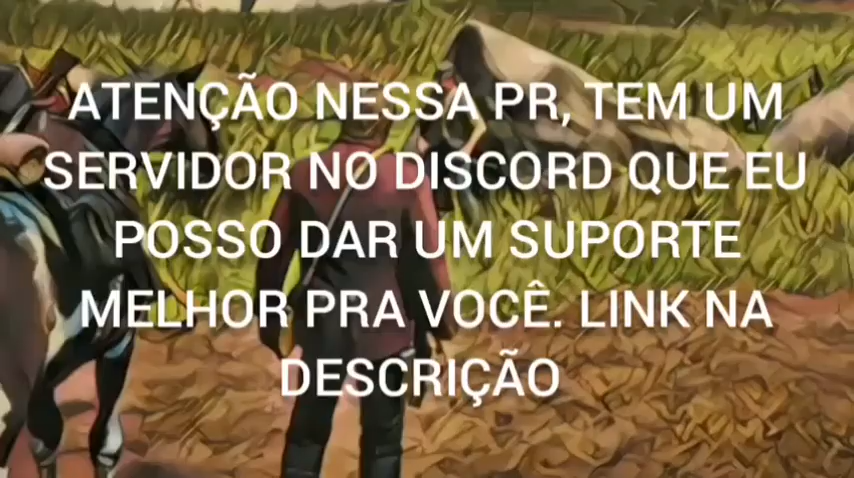 ATENÇÃO NESSA PR, TEM UM
SERVIDOR NO DISCORD QUE EU
POSSO DAR UM SUPORTE
MELHOR PRA VOCÊ. LINK NA
DESCRIÇÃO